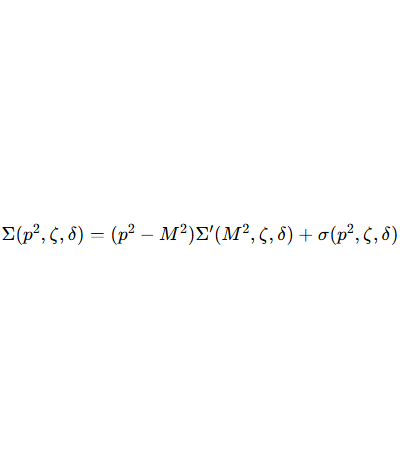 Σ(p², ζ, δ) = (p² − M²)Σ′(M², ζ, δ) + σ(p², ζ, δ)